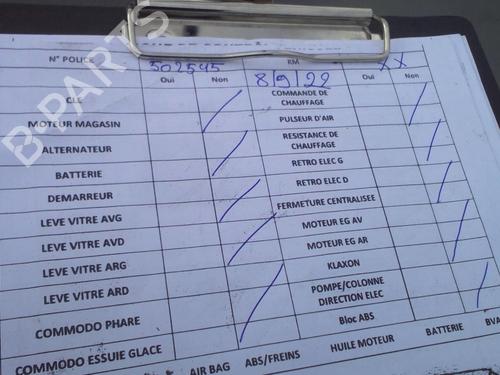 N° POLICE 502545 KM XX
Oui Non 8/9/22 Oui Non
CLE COMMANDE DE CHAUFFAGE
MOTEUR MAGASIN PULSEUR D'AIR
ALTERNATEUR RESISTANCE DE CHAUFFAGE
BATTERIE RETRO ELEC G
DEMARREUR RETRO ELEC D
LEVE VITRE AVG FERMETURE CENTRALISEE
LEVE VITRE AVD MOTEUR EG AV
LEVE VITRE ARG MOTEUR EG AR
LEVE VITRE ARD KLAXON
COMMODO PHARE POMPE/COLONNE DIRECTION ELEC
COMMODO ESSUIE GLACE Bloc ABS
AIR BAG ABS/FREINS HUILE MOTEUR BATTERIE
B-PARTS